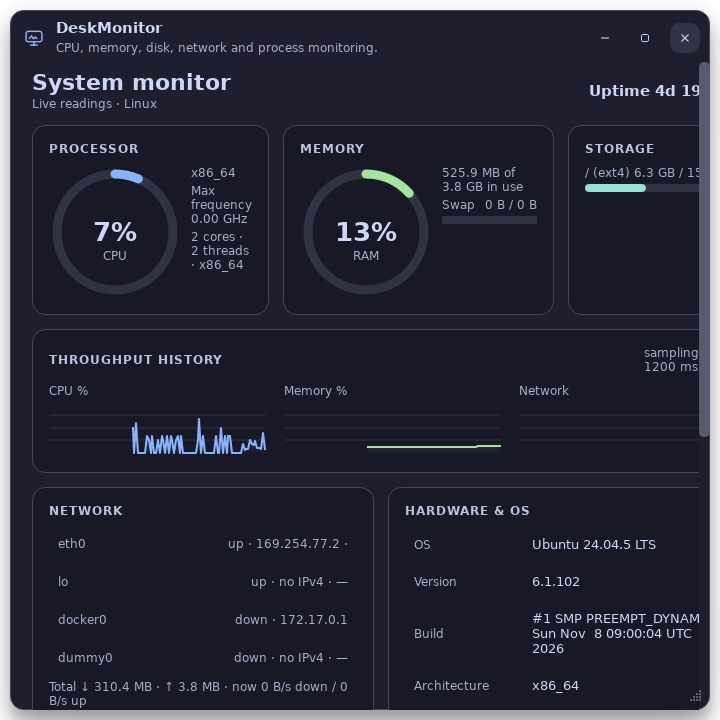 DeskMonitor
CPU, memory, disk, network and process monitoring.
System monitor
Live readings · Linux
Uptime 4d 19
PROCESSOR
7%
CPU
x86_64
Max
frequency
0.00 GHz
2 cores ·
2 threads
· x86_64
MEMORY
13%
RAM
525.9 MB of
3.8 GB in use
Swap 0 B / 0 B
STORAGE
/ (ext4) 6.3 GB / 15
THROUGHPUT HISTORY
sampling
1200 ms
CPU %
Memory %
Network
NETWORK
eth0 up · 169.254.77.2 ·
lo up · no IPv4 · —
docker0 down · 172.17.0.1
dummy0 down · no IPv4 · —
Total ↓ 310.4 MB · ↑ 3.8 MB · now 0 B/s down / 0
B/s up
HARDWARE & OS
OS Ubuntu 24.04.5 LTS
Version 6.1.102
Build #1 SMP PREEMPT_DYNAM
Sun Nov  8 09:00:04 UTC
2026
Architecture x86_64